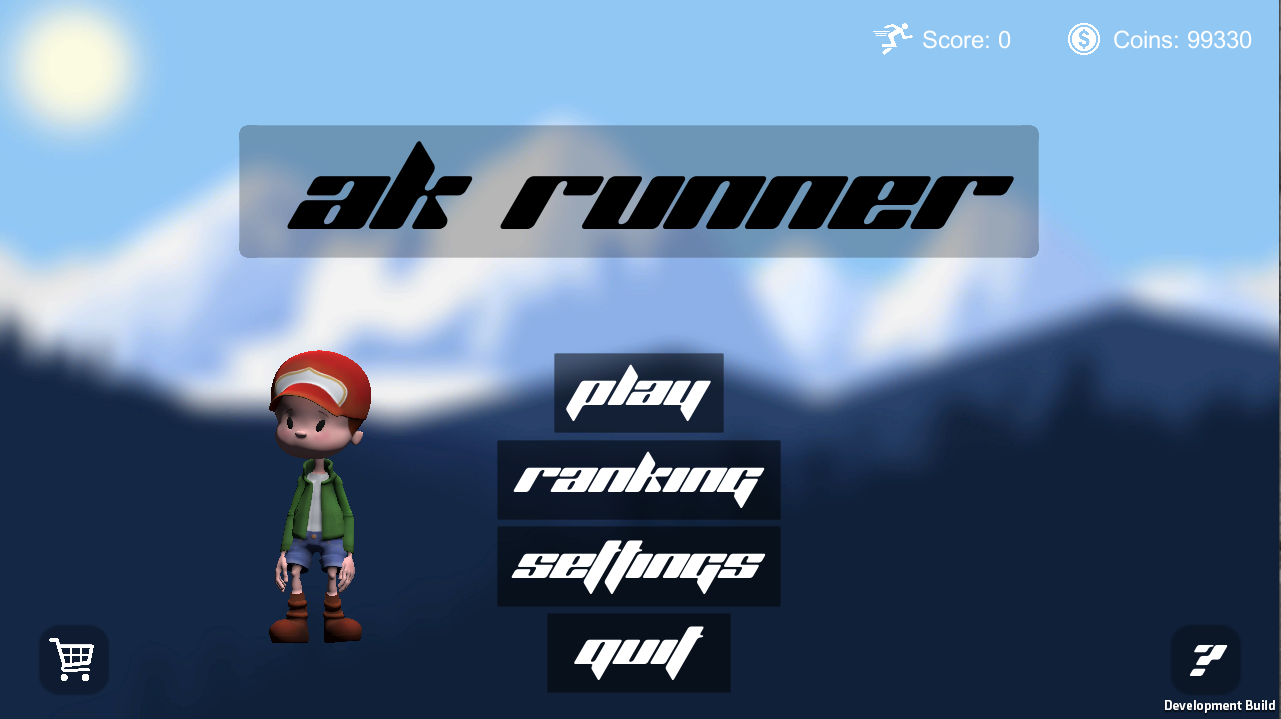 Score: 0
Coins: 99330
ak runner
play
ranking
settings
quit
?
Development Build